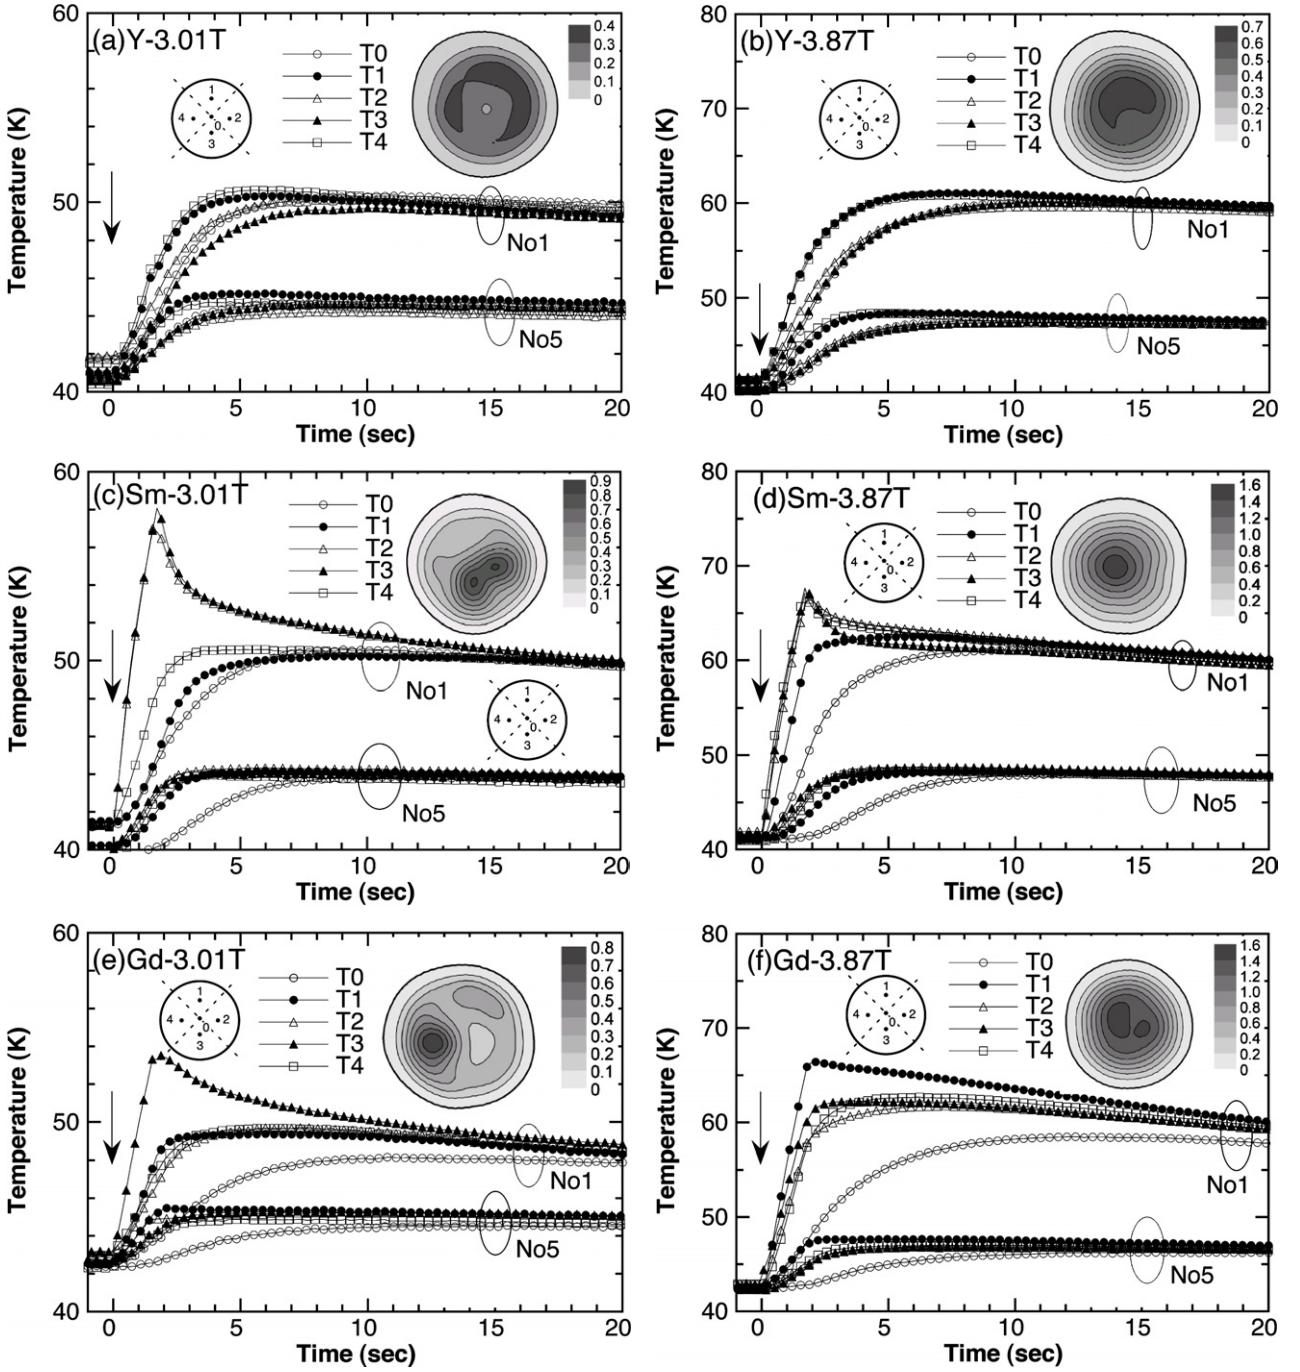 (a)Y-3.01T
T0
T1
T2
T3
T4
0.4
0.3
0.2
0.1
0
1
4 0 2
3
60
50
40
Temperature (K)
No1
No5
0 5 10 15 20
Time (sec)
(b)Y-3.87T
T0
T1
T2
T3
T4
0.7
0.6
0.5
0.4
0.3
0.2
0.1
0
1
4 0 2
3
80
70
60
50
40
Temperature (K)
No1
No5
0 5 10 15 20
Time (sec)
(c)Sm-3.01T
T0
T1
T2
T3
T4
0.9
0.8
0.7
0.6
0.5
0.4
0.3
0.2
0.1
0
1
4 0 2
3
60
50
40
Temperature (K)
No1
No5
0 5 10 15 20
Time (sec)
(d)Sm-3.87T
T0
T1
T2
T3
T4
1.6
1.4
1.2
1.0
0.8
0.6
0.4
0.2
0
1
4 0 2
3
80
70
60
50
40
Temperature (K)
No1
No5
0 5 10 15 20
Time (sec)
(e)Gd-3.01T
T0
T1
T2
T3
T4
0.8
0.7
0.6
0.5
0.4
0.3
0.2
0.1
0
1
4 0 2
3
60
50
40
Temperature (K)
No1
No5
0 5 10 15 20
Time (sec)
(f)Gd-3.87T
T0
T1
T2
T3
T4
1.6
1.4
1.2
1.0
0.8
0.6
0.4
0.2
0
1
4 0 2
3
80
70
60
50
40
Temperature (K)
No1
No5
0 5 10 15 20
Time (sec)